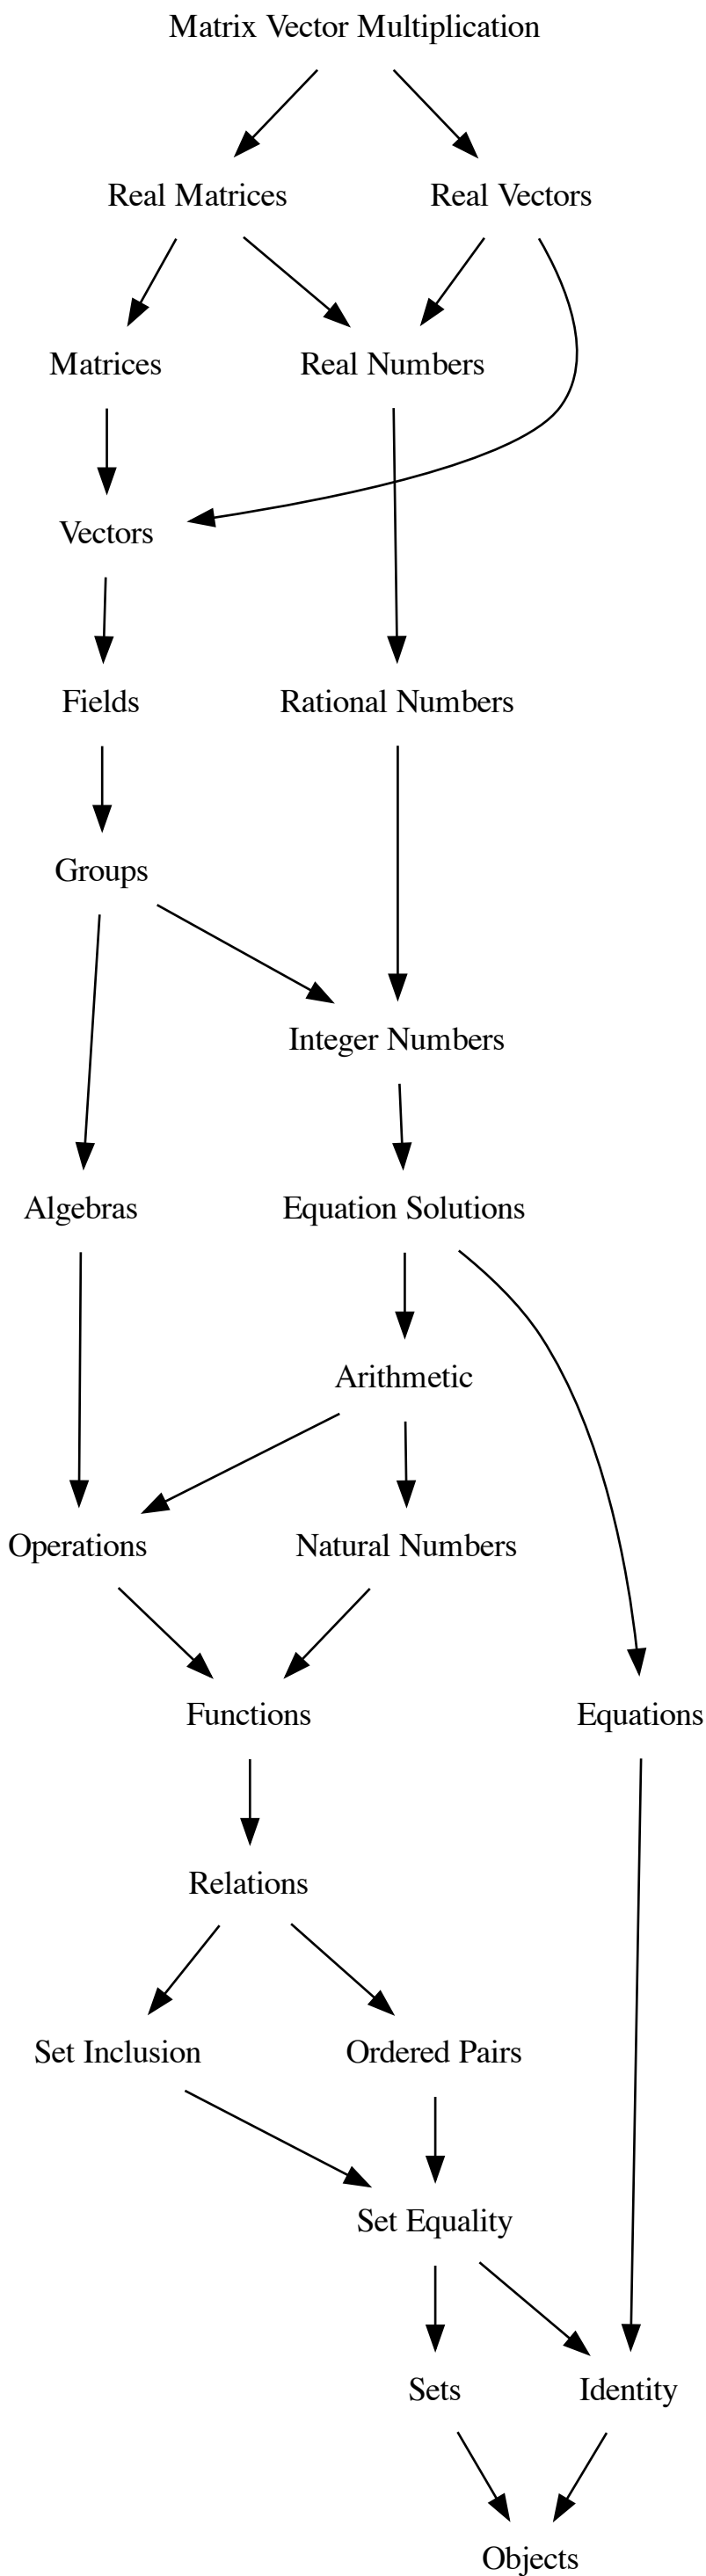 Matrix Vector Multiplication
Real Matrices
Real Vectors
Matrices
Real Numbers
Vectors
Fields
Rational Numbers
Groups
Integer Numbers
Algebras
Equation Solutions
Arithmetic
Operations
Natural Numbers
Functions
Equations
Relations
Set Inclusion
Ordered Pairs
Set Equality
Sets
Identity
Objects